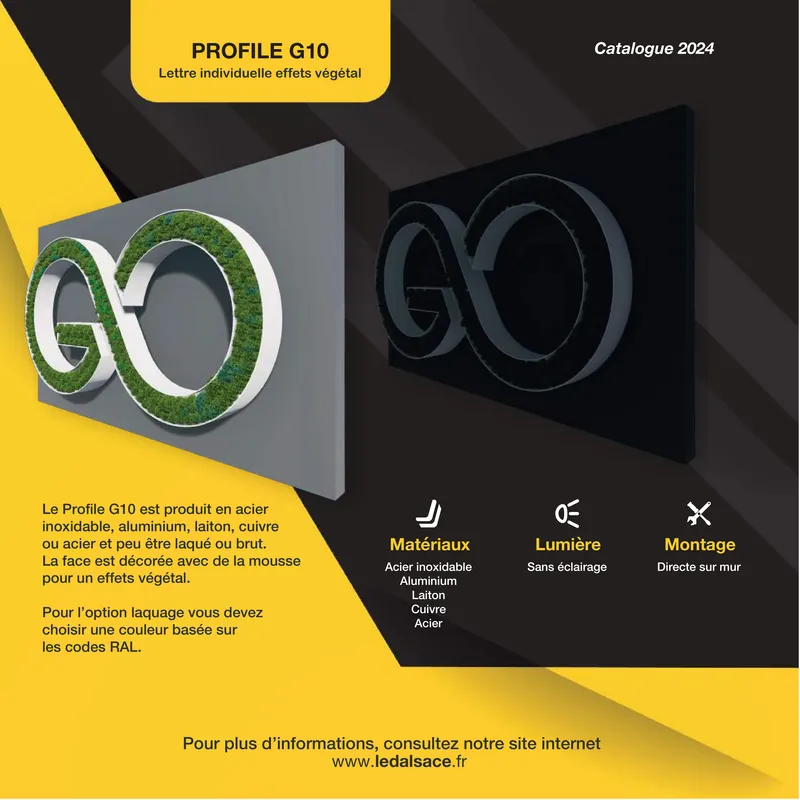 PROFILE G10
Lettre individuelle effets végétal
Catalogue 2024
GO
Le Profile G10 est produit en acier
inoxidable, aluminium, laiton, cuivre
ou acier et peu être laqué ou brut.
La face est décorée avec de la mousse
pour un effets végétal.
Pour l'option laquage vous devez
choisir une couleur basée sur
les codes RAL.
Matériaux
Acier inoxidable
Aluminium
Laiton
Cuivre
Acier
Lumière
Sans éclairage
Montage
Directe sur mur
Pour plus d'informations, consultez notre site internet
www.ledalsace.fr